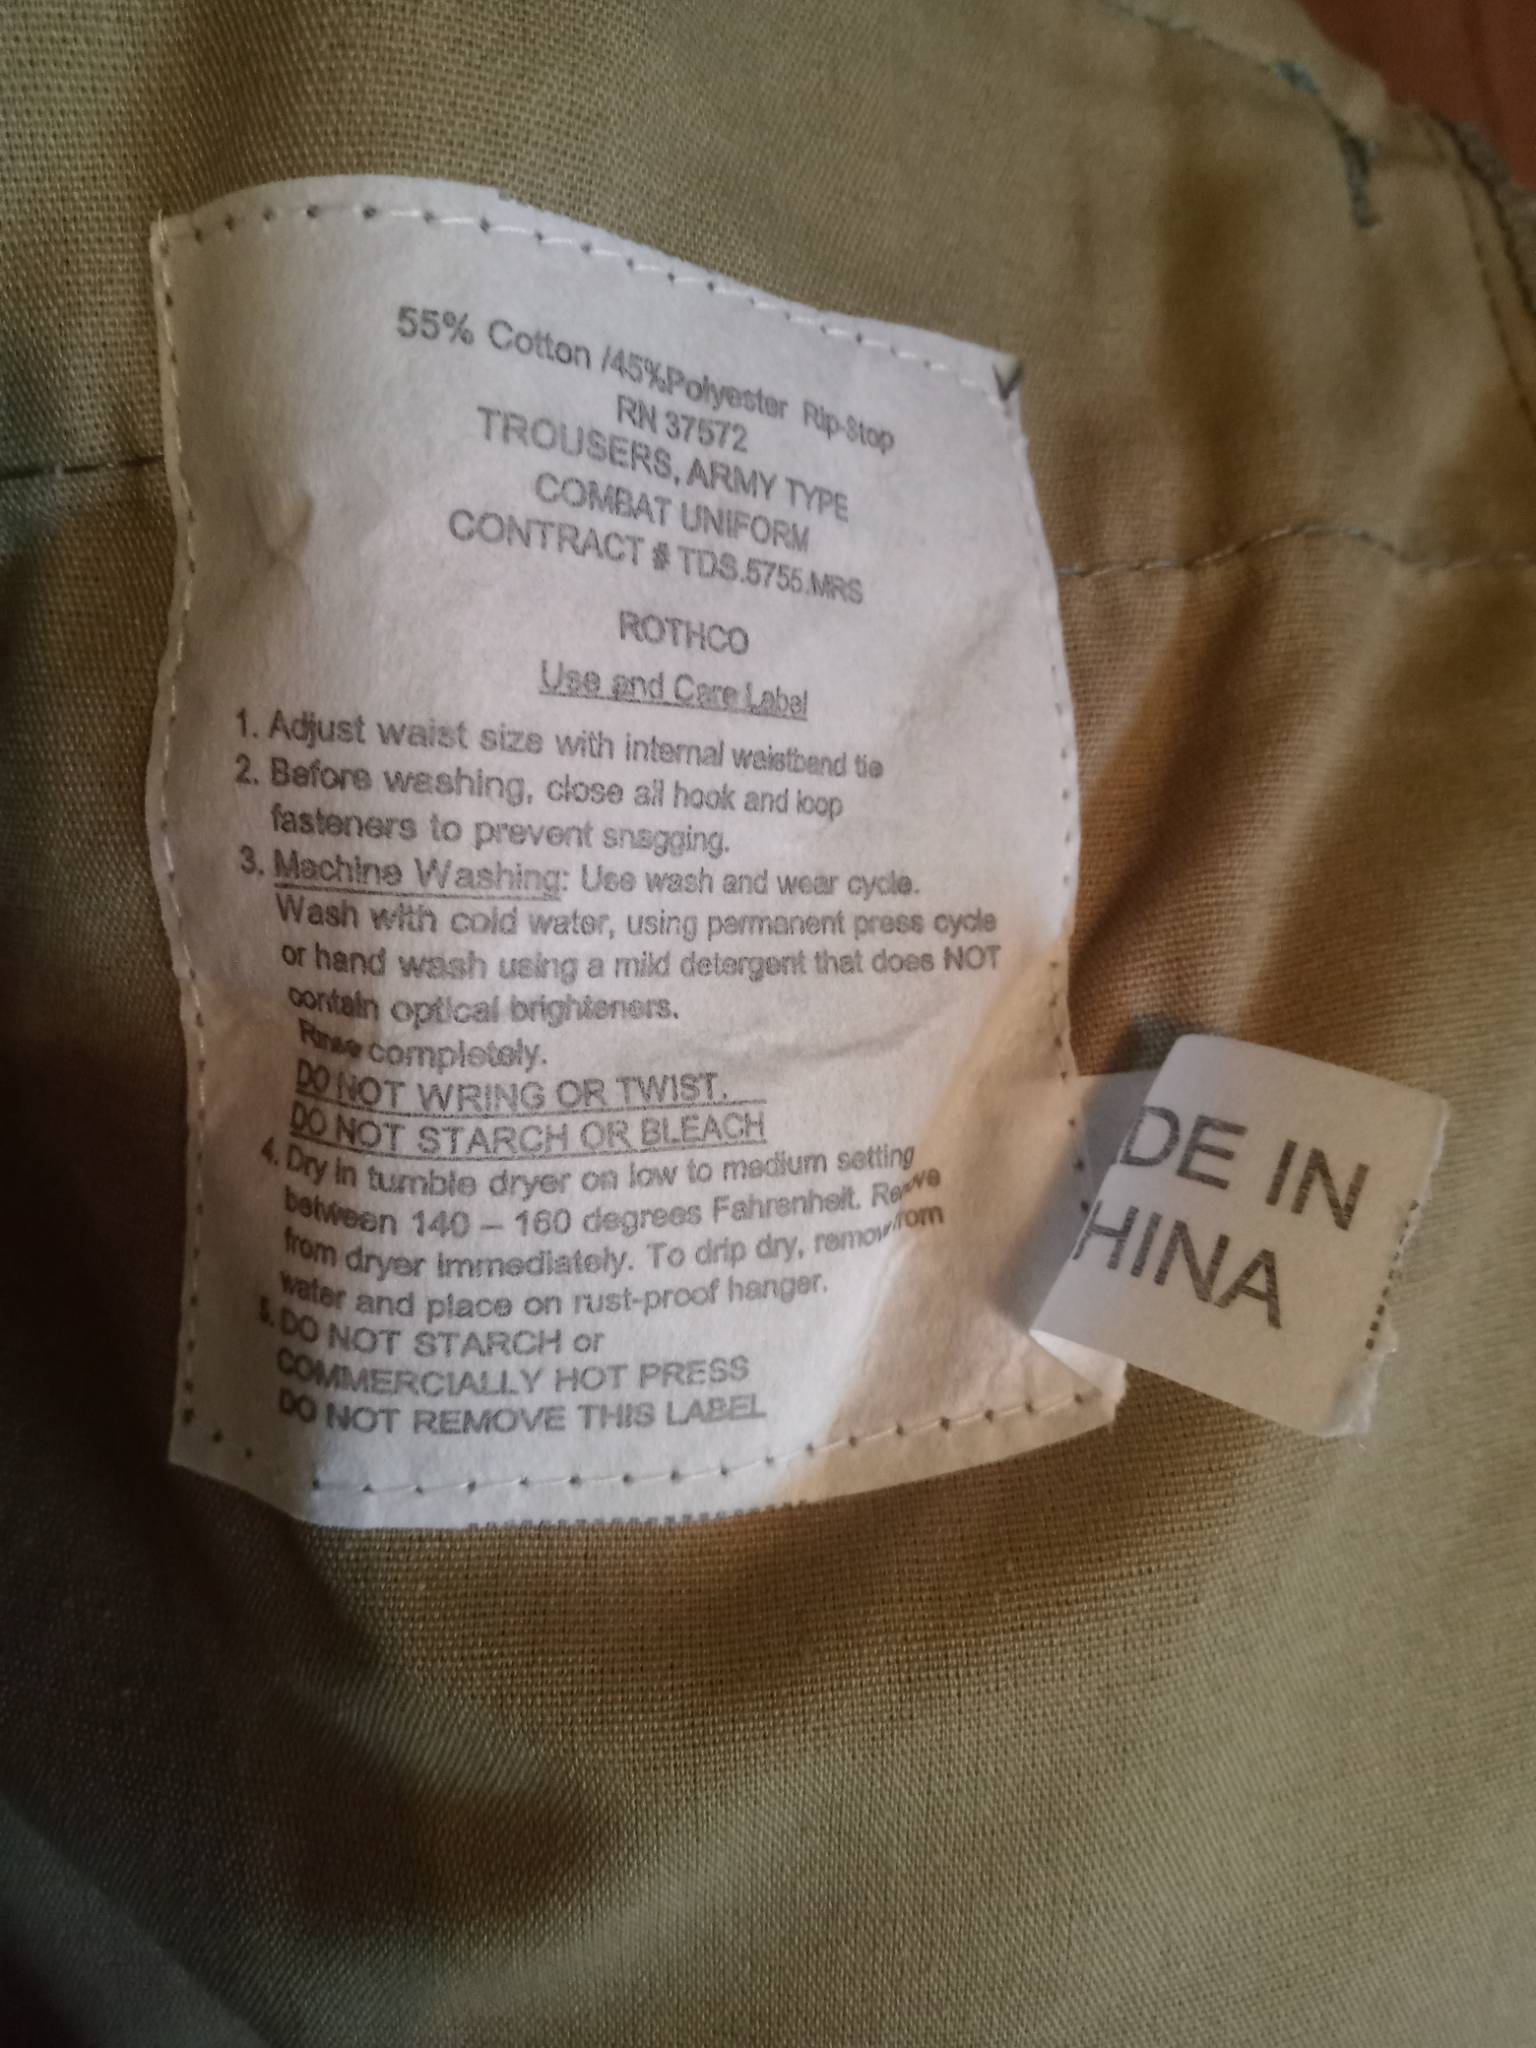 55% Cotton /45%Polyester Rip-Stop
RN 37572
TROUSERS, ARMY TYPE
COMBAT UNIFORM
CONTRACT # TDS.5755.MRS
ROTHCO
Use and Care Label
1. Adjust waist size with internal waistband tie
2. Before washing, close all hook and loop
fasteners to prevent snagging.
3. Machine Washing: Use wash and wear cycle.
Wash with cold water, using permanent press cycle
or hand wash using a mild detergent that does NOT
contain optical brighteners.
Rinse completely.
DO NOT WRING OR TWIST.
DO NOT STARCH OR BLEACH
4. Dry in tumble dryer on low to medium setting
between 140 – 160 degrees Fahrenheit. Remove
from dryer immediately. To drip dry, remove from
water and place on rust-proof hanger.
5. DO NOT STARCH or
COMMERCIALLY HOT PRESS
DO NOT REMOVE THIS LABEL
DE IN
HINA